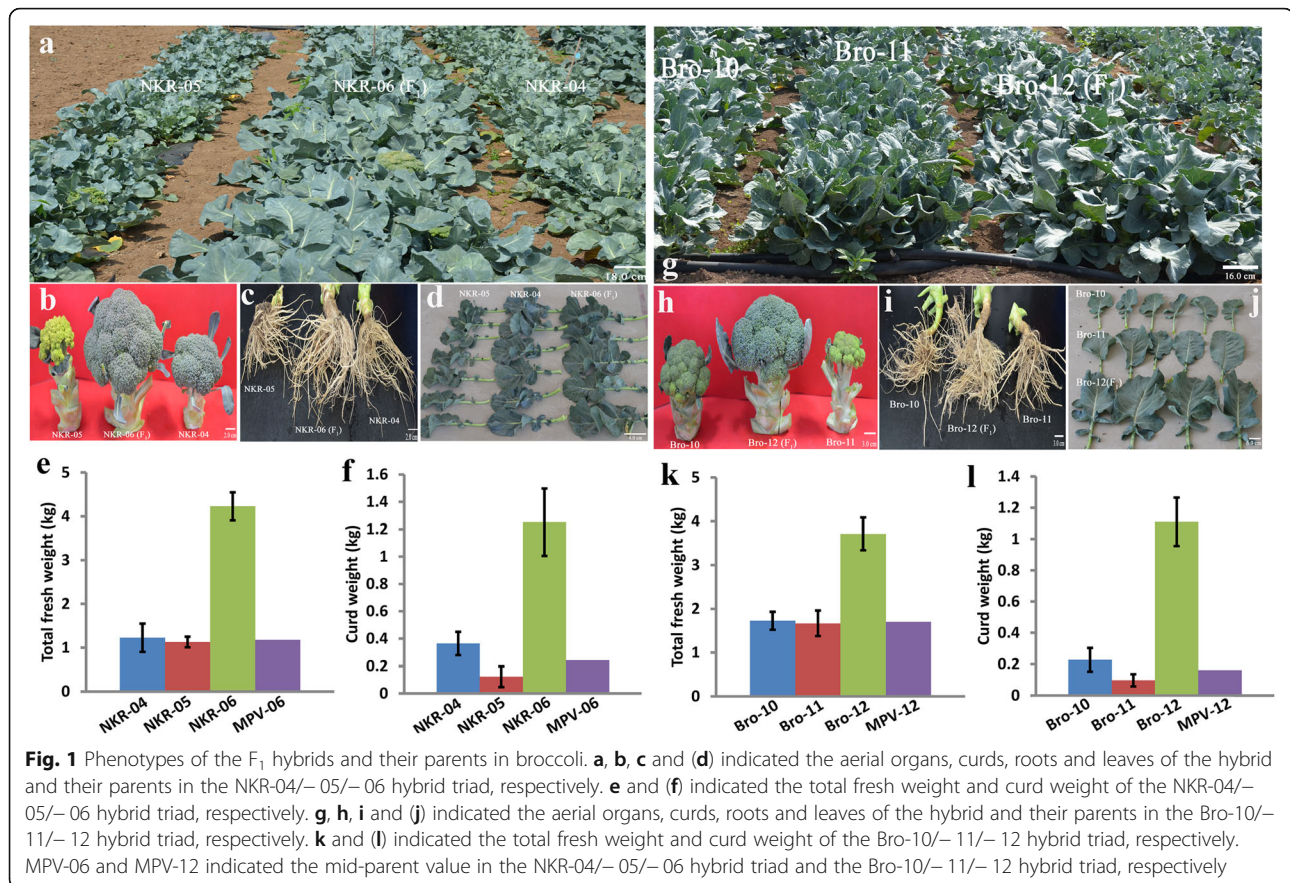 a
NKR-05
NKR-06 (F₁)
NKR-04
18.0 cm
Bro-10
Bro-11
Bro-12 (F₁)
g
16.0 cm
b
NKR-05
NKR-06 (F₁)
NKR-04
2.0 cm
c
NKR-05
NKR-06 (F₁)
NKR-04
2.0 cm
d
NKR-05
NKR-04
NKR-06 (F₁)
h
Bro-10
Bro-12 (F₁)
Bro-11
3.0 cm
i
Bro-10
Bro-12 (F₁)
Bro-11
3.0 cm
j
Bro-10
Bro-11
Bro-12(F₁)
e
Total fresh weight (kg)
5
4
3
2
1
0
NKR-04
NKR-05
NKR-06
MPV-06
f
Curd weight (kg)
1.6
1.4
1.2
1
0.8
0.6
0.4
0.2
0
NKR-04
NKR-05
NKR-06
MPV-06
k
Total fresh weight (kg)
5
4
3
2
1
0
Bro-10
Bro-11
Bro-12
MPV-12
l
Curd weight (kg)
1.4
1.2
1
0.8
0.6
0.4
0.2
0
Bro-10
Bro-11
Bro-12
MPV-12
Fig. 1 Phenotypes of the F₁ hybrids and their parents in broccoli. a, b, c and (d) indicated the aerial organs, curds, roots and leaves of the hybrid
and their parents in the NKR-04/− 05/− 06 hybrid triad, respectively. e and (f) indicated the total fresh weight and curd weight of the NKR-04/−
05/− 06 hybrid triad, respectively. g, h, i and (j) indicated the aerial organs, curds, roots and leaves of the hybrid and their parents in the Bro-10/−
11/− 12 hybrid triad, respectively. k and (l) indicated the total fresh weight and curd weight of the Bro-10/− 11/− 12 hybrid triad, respectively.
MPV-06 and MPV-12 indicated the mid-parent value in the NKR-04/− 05/− 06 hybrid triad and the Bro-10/− 11/− 12 hybrid triad, respectively